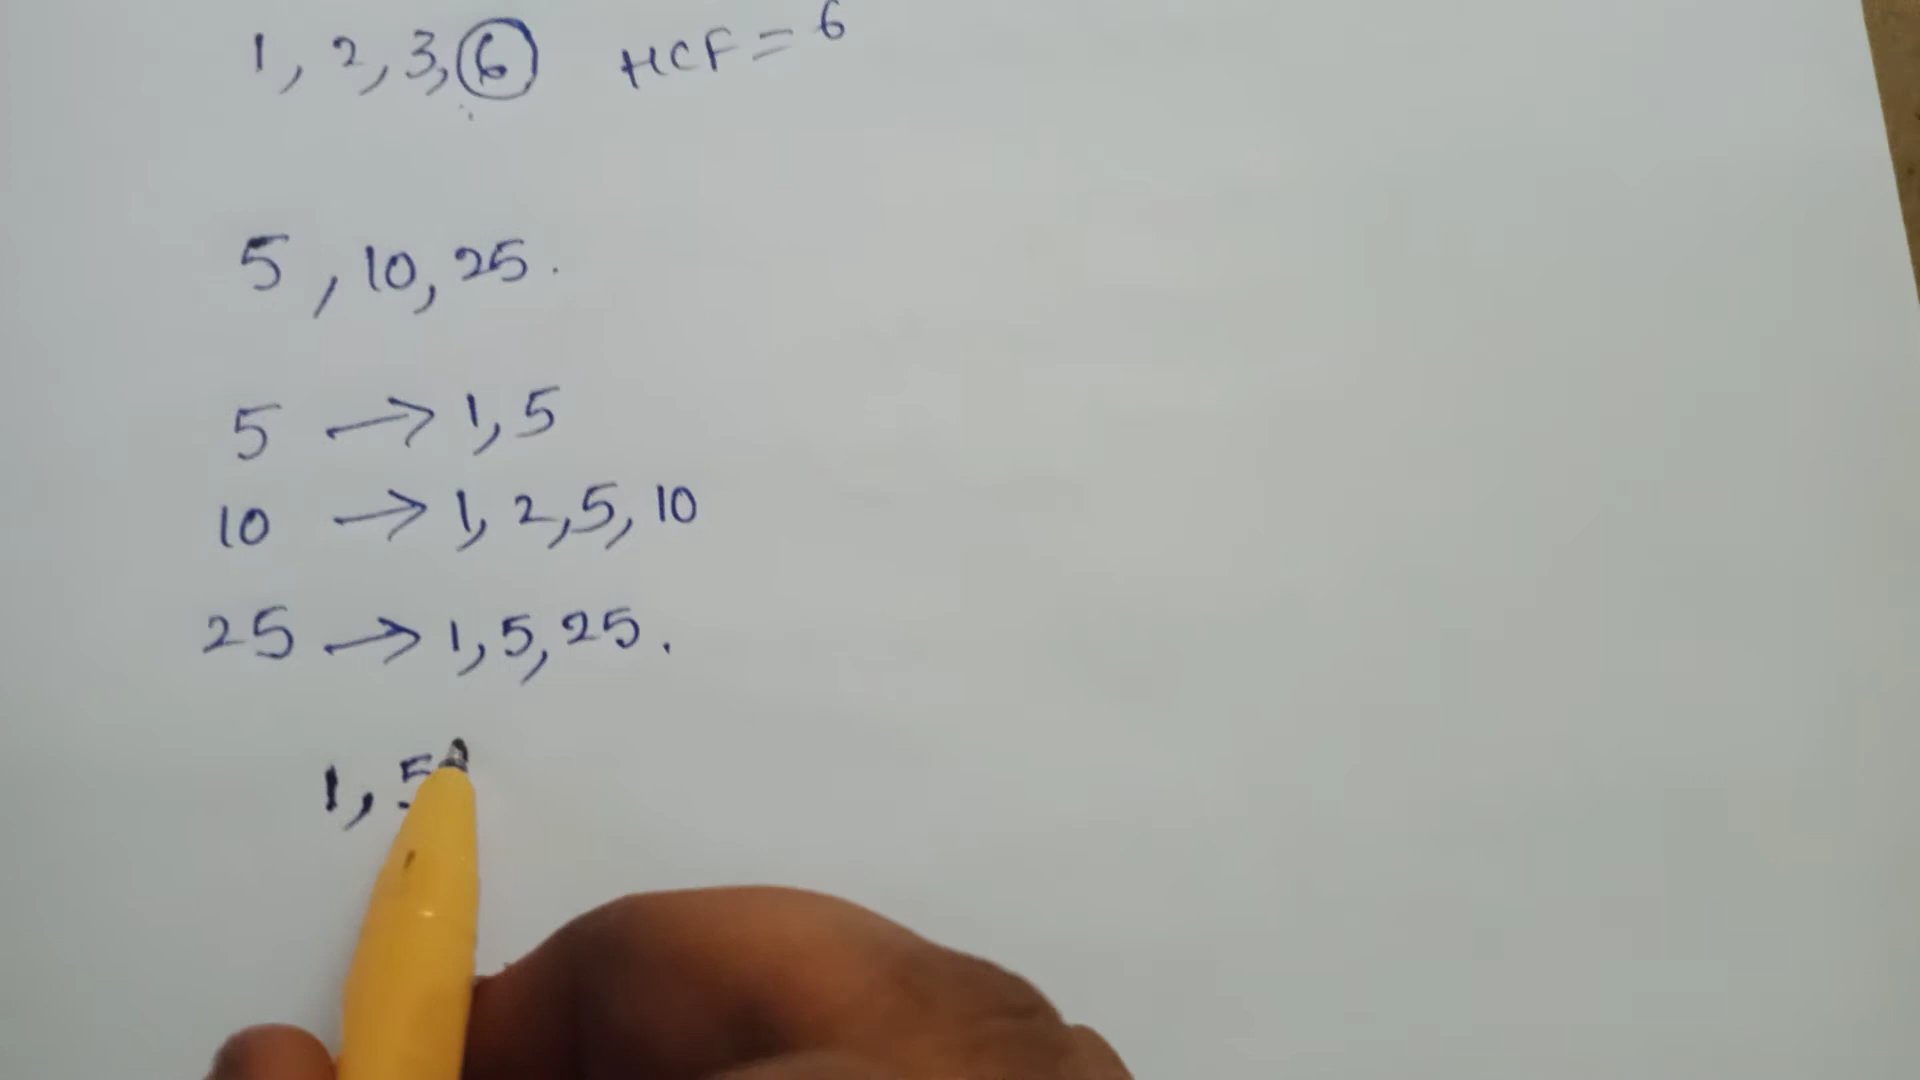 1, 2, 3, 6 HCF = 6
5, 10, 25.
5 → 1, 5
10 → 1, 2, 5, 10
25 → 1, 5, 25.
1, 5